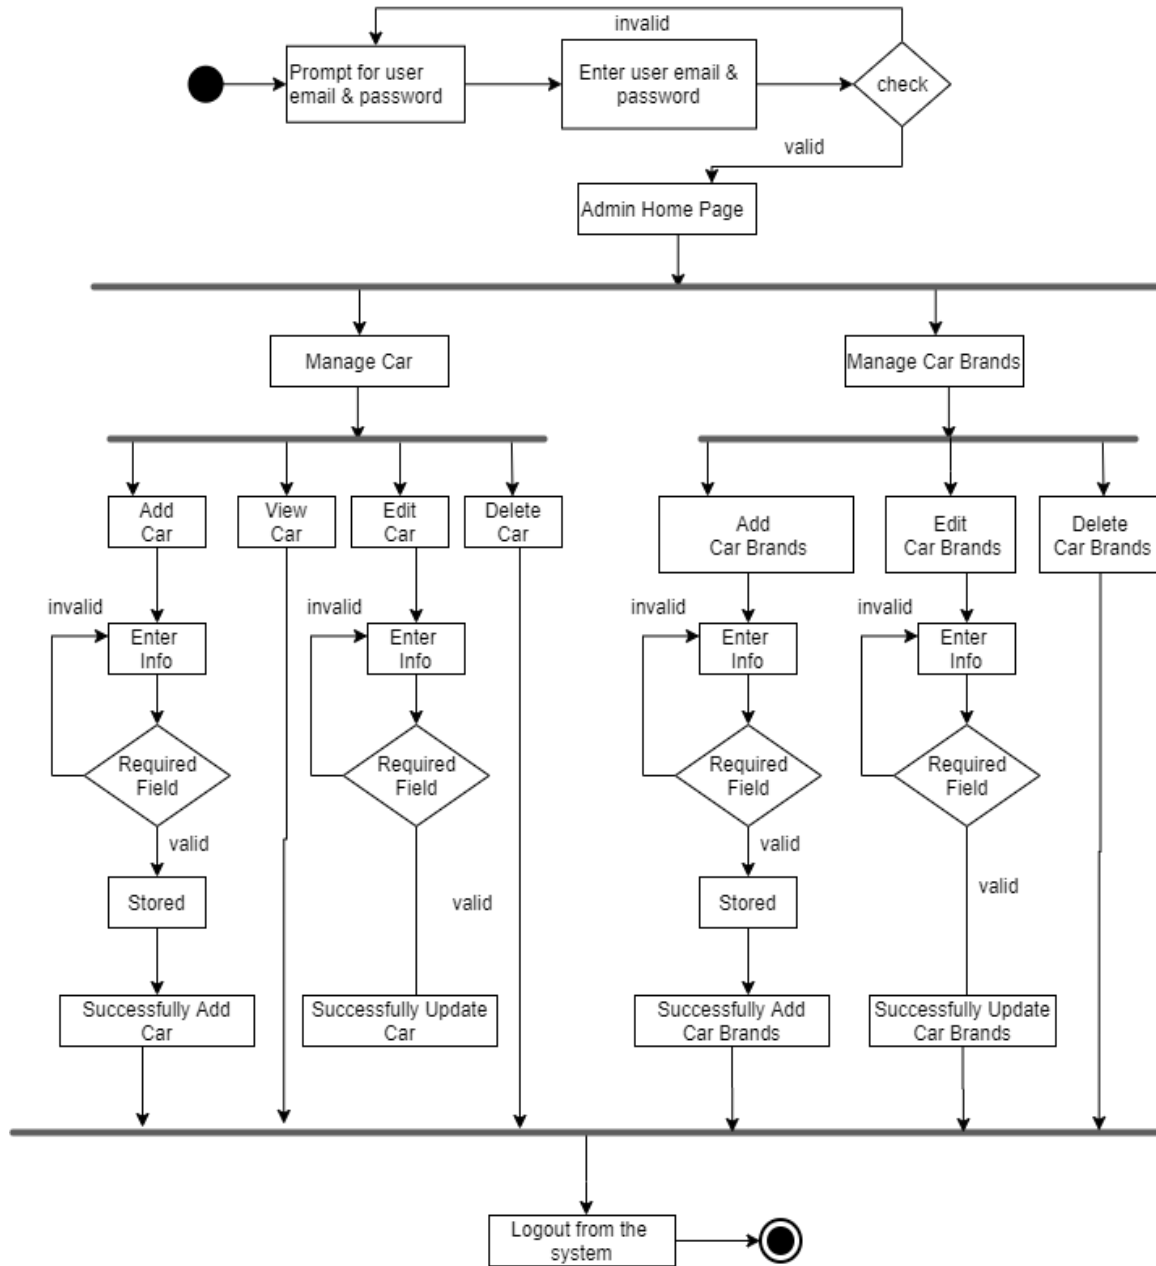 invalid
Prompt for user
email & password
Enter user email &
password
check
valid
Admin Home Page
Manage Car
Manage Car Brands
Add
Car
View
Car
Edit
Car
Delete
Car
Add
Car Brands
Edit
Car Brands
Delete
Car Brands
invalid
Enter
Info
invalid
Enter
Info
invalid
Enter
Info
invalid
Enter
Info
Required
Field
Required
Field
Required
Field
Required
Field
valid
valid
valid
valid
Stored
Stored
Successfully Add
Car
Successfully Update
Car
Successfully Add
Car Brands
Successfully Update
Car Brands
Logout from the
system